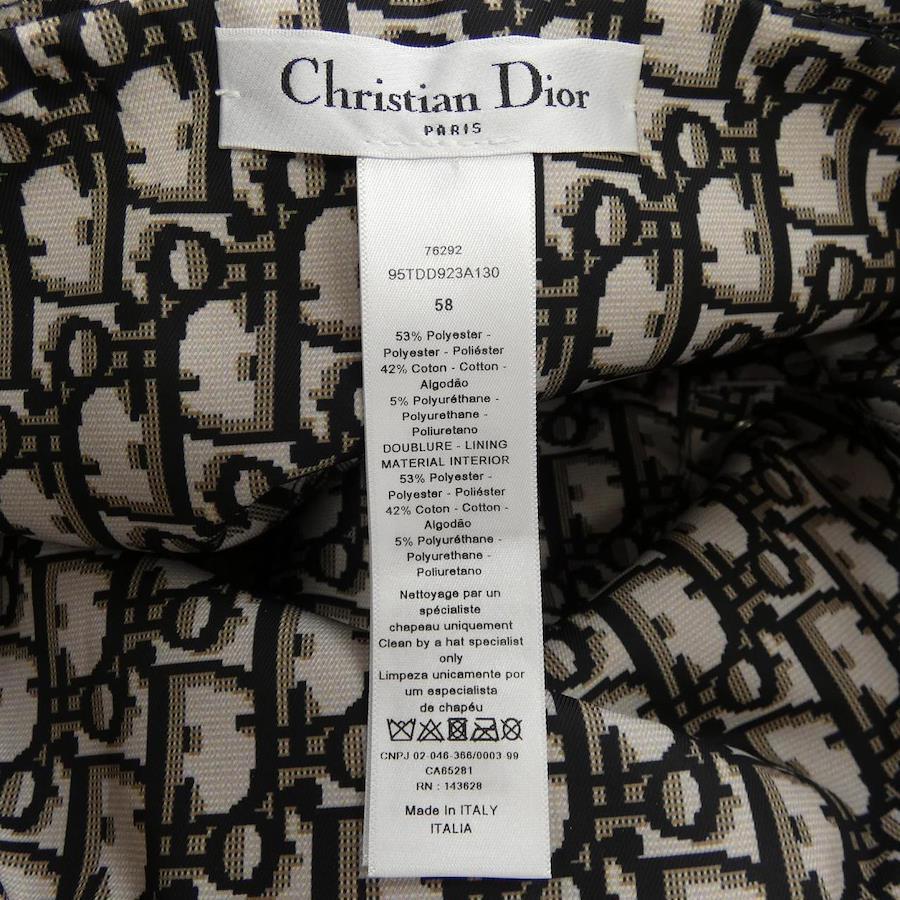 Christian Dior
PARIS
76292
95TDD923A130
58
53% Polyester -
Polyester - Poliéster
42% Coton - Cotton -
Algodão
5% Polyuréthane -
Polyurethane -
Poliuretano
DOUBLURE - LINING
MATERIAL INTERIOR
53% Polyester -
Polyester - Poliéster
42% Coton - Cotton -
Algodão
5% Polyuréthane -
Polyurethane -
Poliuretano
Nettoyage par un
spécialiste
chapeau uniquement
Clean by a hat specialist
only
Limpeza unicamente por
um especialista
de chapéu
CNPJ 02-046-366/0003 99
CA65281
RN : 143628
Made In ITALY
ITALIA